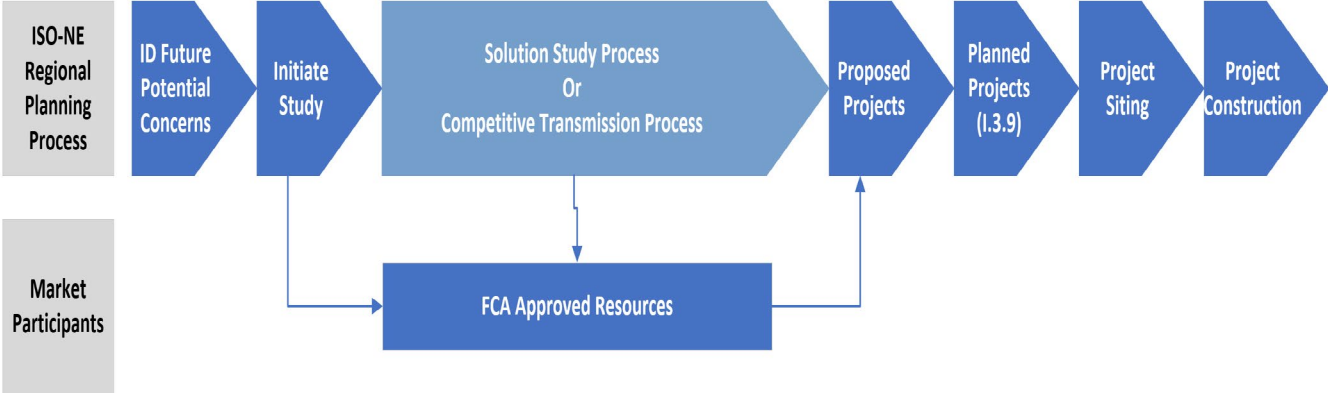 ISO-NE
Regional
Planning
Process
ID Future
Potential
Concerns
Initiate
Study
Solution Study Process
Or
Competitive Transmission Process
Proposed
Projects
Planned
Projects
(I.3.9)
Project
Siting
Project
Construction
Market
Participants
FCA Approved Resources